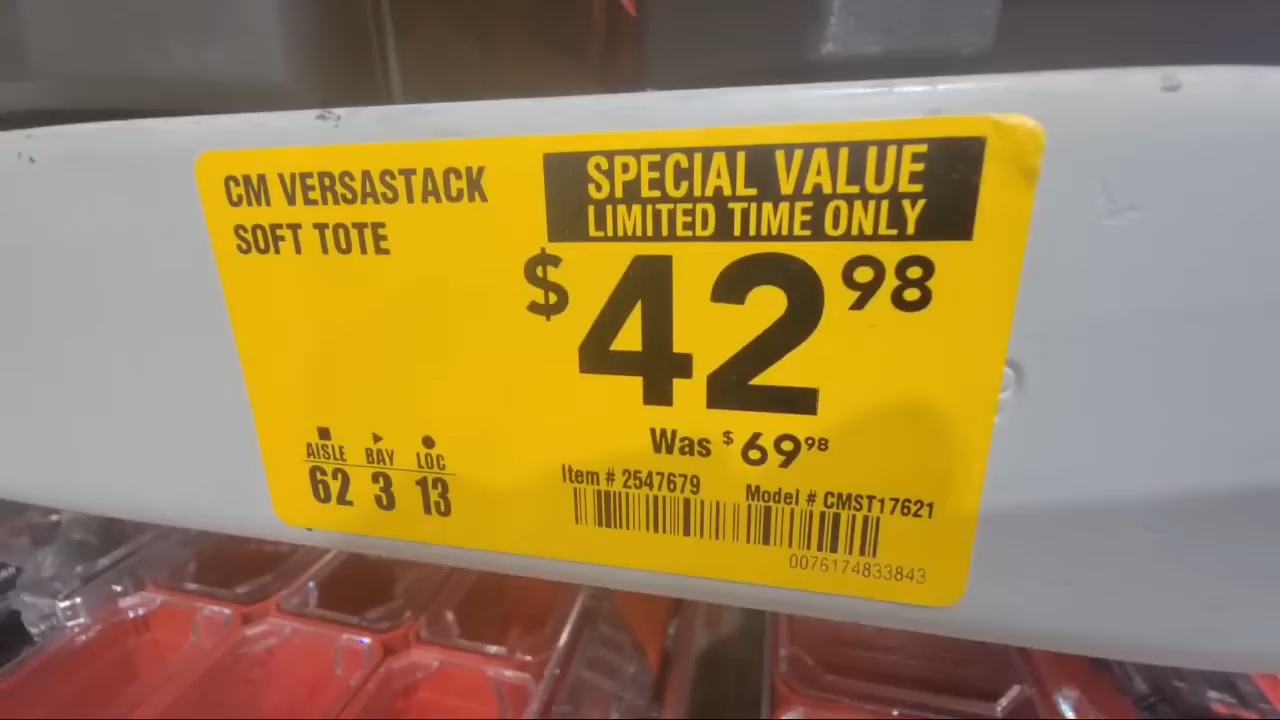 CM VERSASTACK
SOFT TOTE
SPECIAL VALUE
LIMITED TIME ONLY
$42 98
Was $69 98
AISLE BAY LOC
62 3 13
Item # 2547679 Model # CMST17621
0076174833843